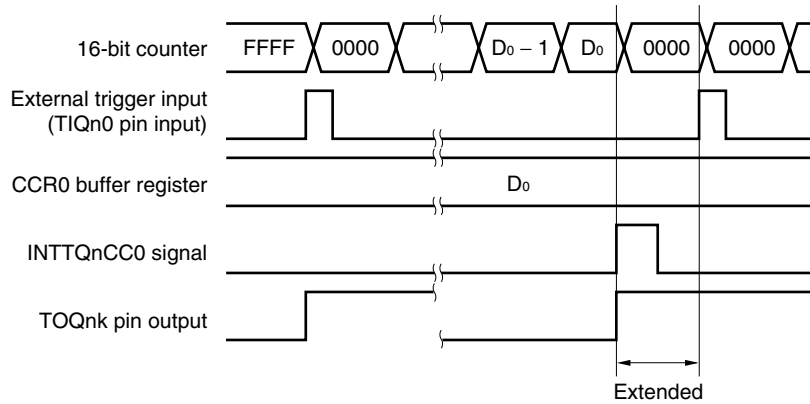 16-bit counter FFFF 0000 D0 – 1 D0 0000 0000
External trigger input
(TIQn0 pin input)
CCR0 buffer register D0
INTTQnCC0 signal
TOQnk pin output
Extended